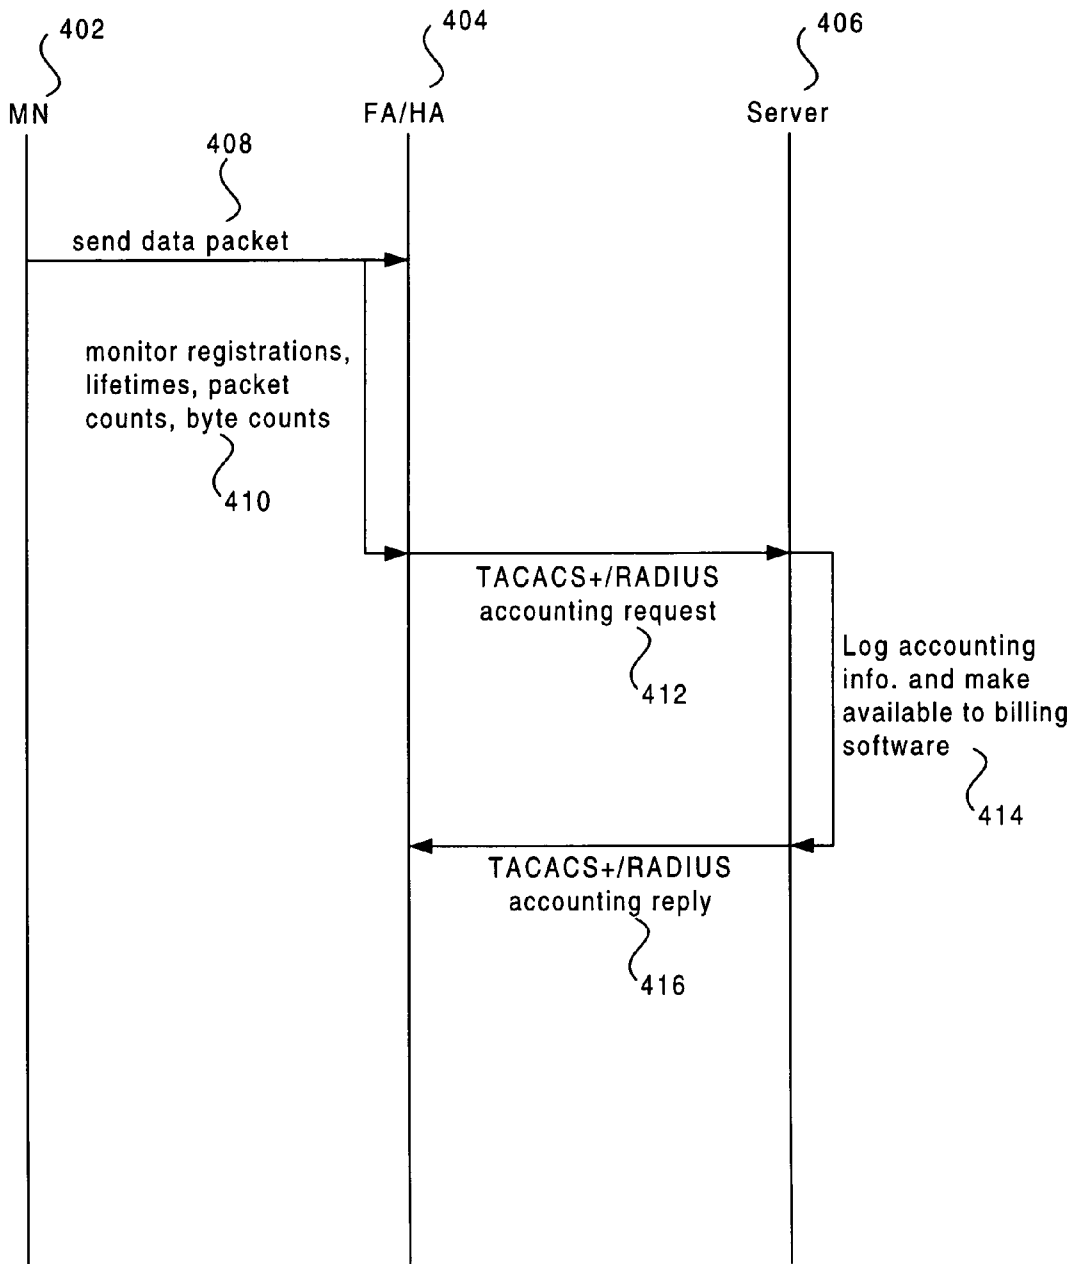 402
404
406
MN
FA/HA
Server
408
send data packet
monitor registrations,
lifetimes, packet
counts, byte counts
410
TACACS+/RADIUS
accounting request
412
Log accounting
info. and make
available to billing
software
414
TACACS+/RADIUS
accounting reply
416